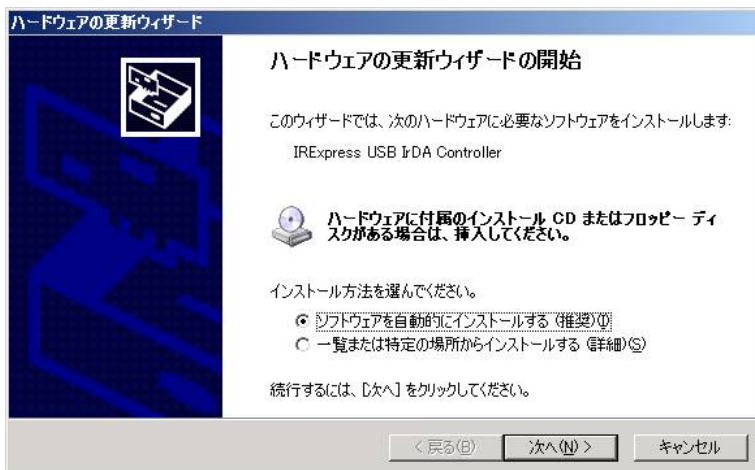 ハードウェアの更新ウィザード
ハードウェアの更新ウィザードの開始
このウィザードでは、次のハードウェアに必要なソフトウェアをインストールします:
IRExpress USB IrDA Controller
ハードウェアに付属のインストール CD またはフロッピー ディ
スクがある場合は、挿入してください。
インストール方法を選んでください。
ソフトウェアを自動的にインストールする (推奨)(I)
一覧または特定の場所からインストールする (詳細)(S)
続行するには、[次へ] をクリックしてください。
< 戻る(B)
次へ(N) >
キャンセル